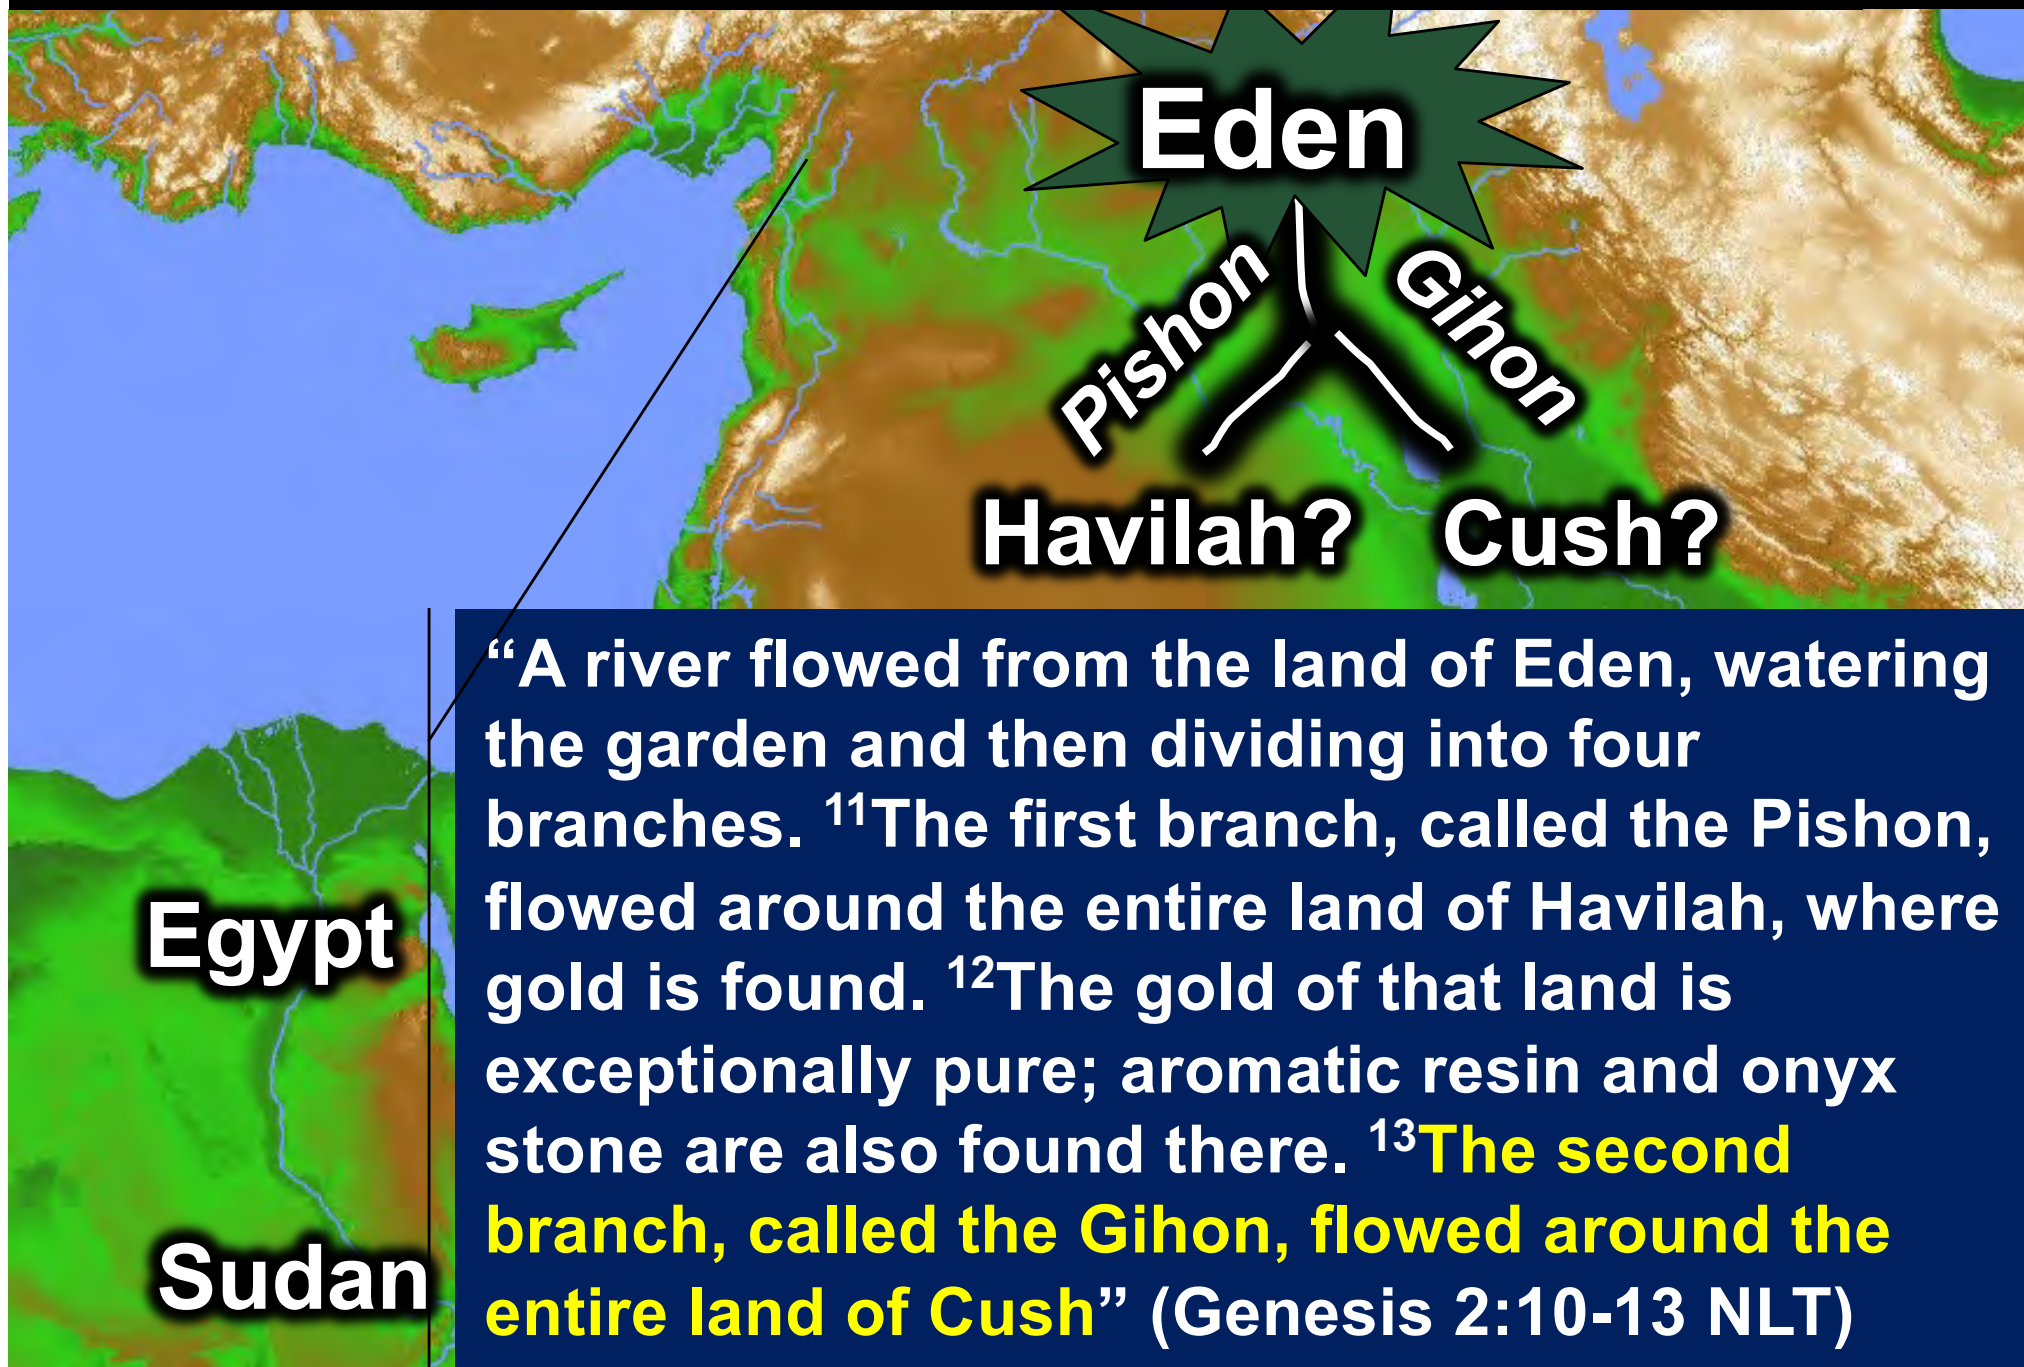 Eden
Pishon
Gihon
Havilah?
Cush?
“A river flowed from the land of Eden, watering
the garden and then dividing into four
branches. ¹¹The first branch, called the Pishon,
flowed around the entire land of Havilah, where
gold is found. ¹²The gold of that land is
exceptionally pure; aromatic resin and onyx
stone are also found there. ¹³The second
branch, called the Gihon, flowed around the
entire land of Cush” (Genesis 2:10-13 NLT)
Egypt
Sudan